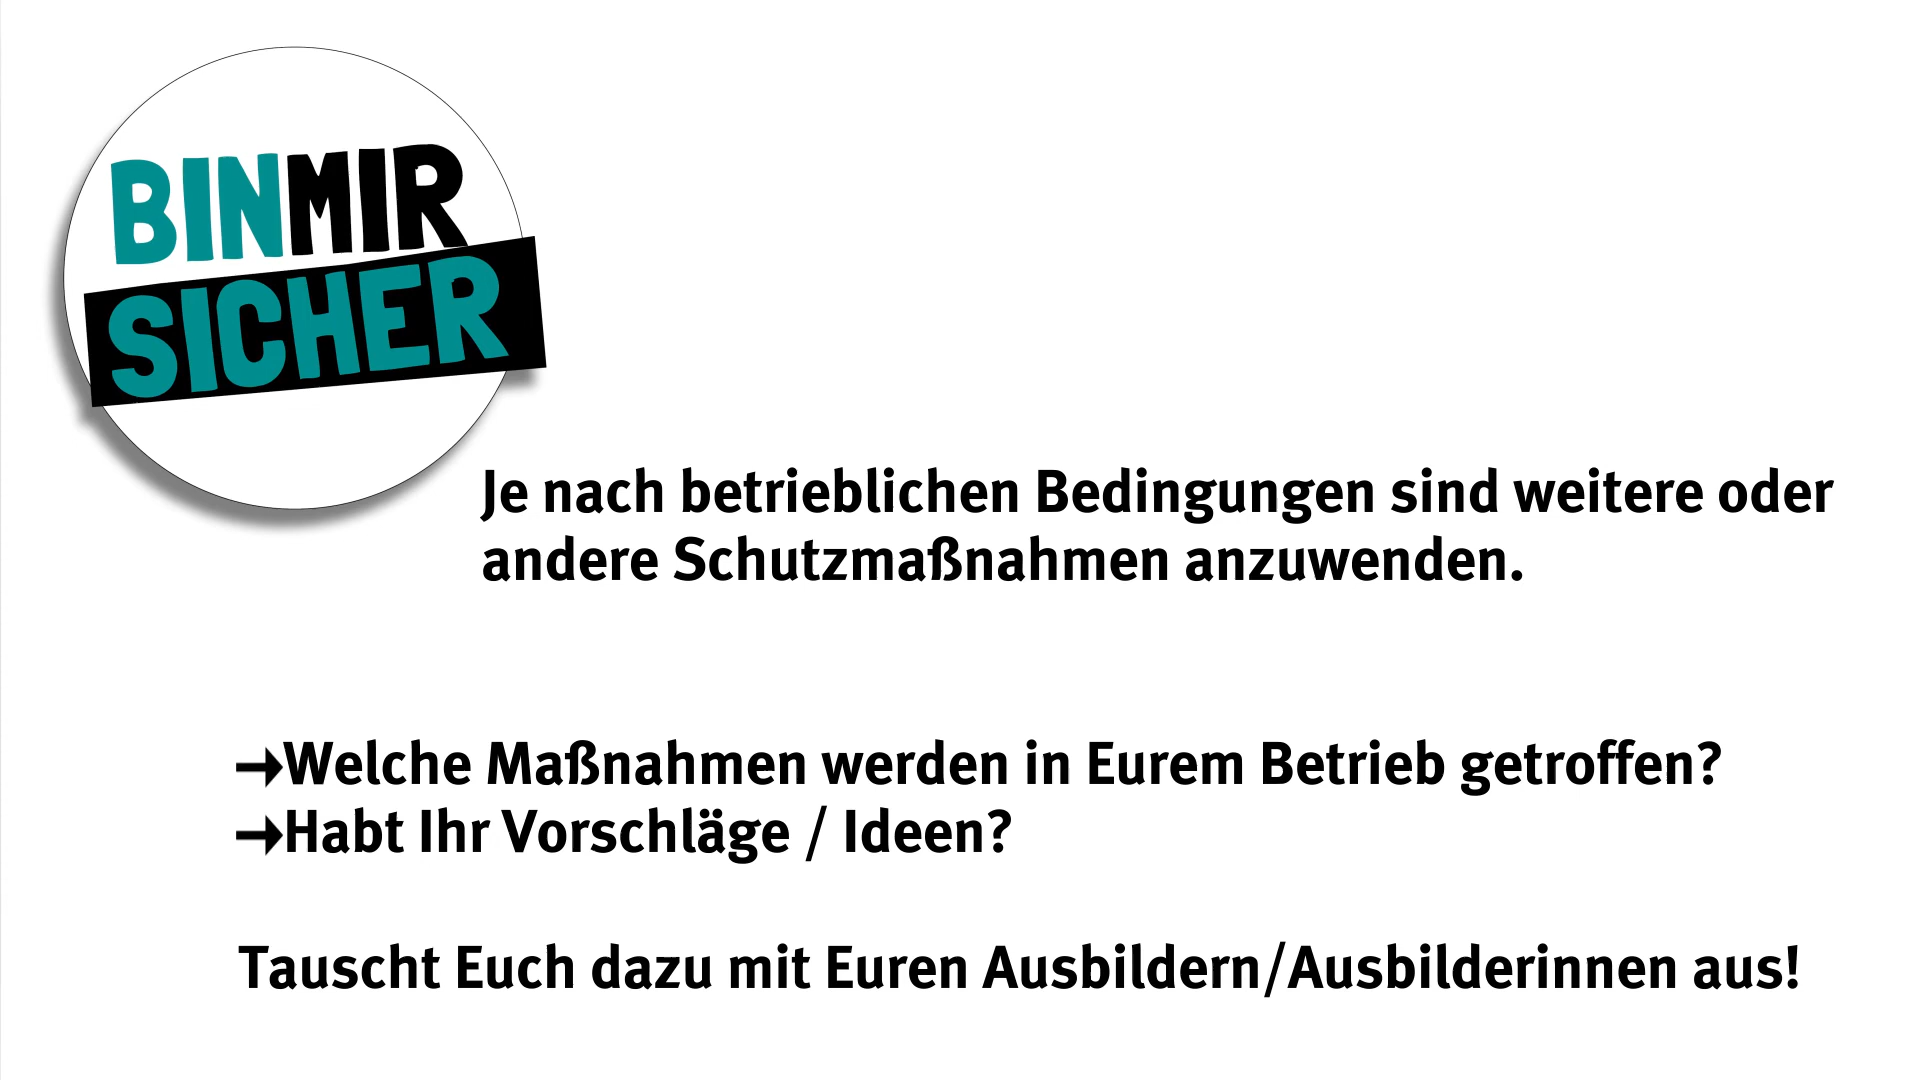 BINMIR
SICHER
Je nach betrieblichen Bedingungen sind weitere oder
andere Schutzmaßnahmen anzuwenden.
→Welche Maßnahmen werden in Eurem Betrieb getroffen?
→Habt Ihr Vorschläge / Ideen?
Tauscht Euch dazu mit Euren Ausbildern/Ausbilderinnen aus!